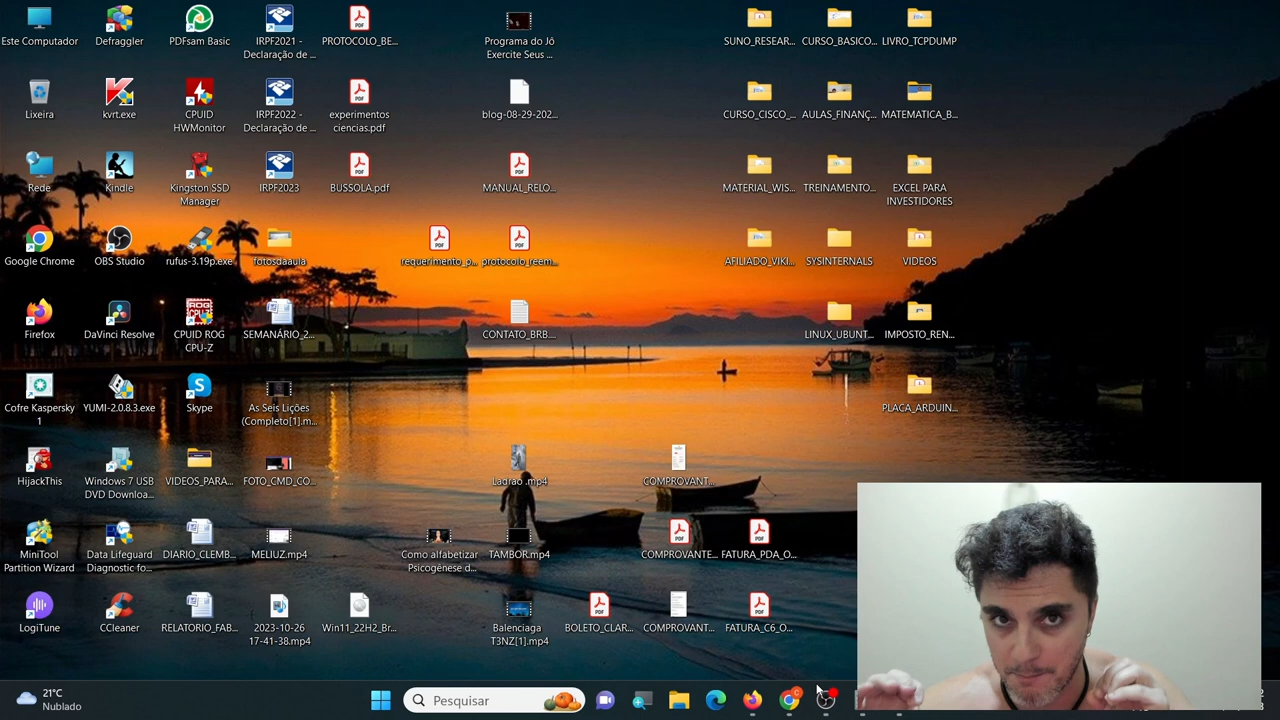 Este Computador
Defraggler
PDFsam Basic
IRPF2021 -
Declaração de ...
PROTOCOLO_BE...
Programa do Jô
Exercite Seus ...
SUNO_RESEAR...
CURSO_BASICO...
LIVRO_TCPDUMP
Lixeira
kvrt.exe
CPUID
HWMonitor
IRPF2022 -
Declaração de ...
experimentos
ciencias.pdf
blog-08-29-202...
CURSO_CISCO_...
AULAS_FINANÇ...
MATEMATICA_B...
Rede
Kindle
Kingston SSD
Manager
IRPF2023
BUSSOLA.pdf
MANUAL_RELO...
MATERIAL_WIS...
TREINAMENTO...
EXCEL PARA
INVESTIDORES
Google Chrome
OBS Studio
rufus-3.19p.exe
fotosdaaula
requerimento_p...
protocolo_reem...
AFILIADO_VIKI...
SYSINTERNALS
VIDEOS
Firefox
DaVinci Resolve
CPUID ROG
CPU-Z
SEMANÁRIO_2...
CONTATO_BRB....
LINUX_UBUNT...
IMPOSTO_REN...
Cofre Kaspersky
1
YUMI-2.0.8.3.exe
Skype
As Seis Lições
(Completo[1].m...
PLACA_ARDUIN...
HijackThis
Windows 7 USB
DVD Downloa...
VIDEOS_PARA...
FOTO_CMD_CO...
Ladrão .mp4
COMPROVANT...
MiniTool
Partition Wizard
Data Lifeguard
Diagnostic fo...
DIARIO_CLEMB...
MELIUZ.mp4
Como alfabetizar
Psicogênese d...
TAMBOR.mp4
COMPROVANTE...
FATURA_PDA_O...
LogiTune
CCleaner
RELATORIO_FAB...
2023-10-26
17-41-38.mp4
Win11_22H2_Br...
Balenciaga
T3NZ[1].mp4
BOLETO_CLAR...
COMPROVANT...
FATURA_C6_O...
21°C
Nublado
Pesquisar